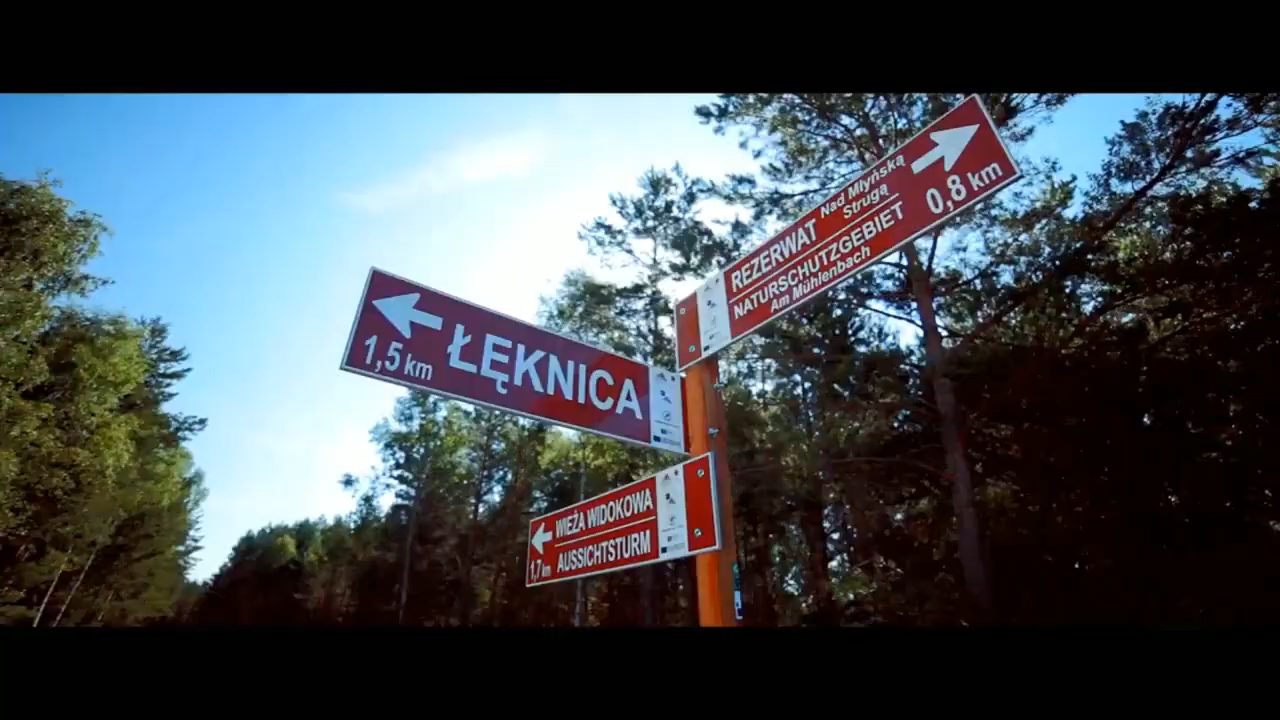 Nad Młyńską
REZERWAT Strugą
0,8 km
NATURSCHUTZGEBIET
Am Mühlenbach
ŁĘKNICA
1,5 km
WIEŻA WIDOKOWA
AUSSICHTSTURM
1,7 km